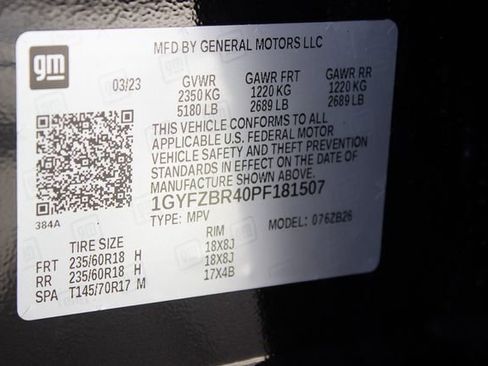 gm
MFD BY GENERAL MOTORS LLC
03/23 GVWR GAWR FRT GAWR RR
2350 KG 1220 KG 1220 KG
5180 LB 2689 LB 2689 LB
THIS VEHICLE CONFORMS TO ALL
APPLICABLE U.S. FEDERAL MOTOR
VEHICLE SAFETY AND THEFT PREVENTION
STANDARDS IN EFFECT ON THE DATE OF
MANUFACTURE SHOWN ABOVE.
384A 1GYFZBR40PF181507
TYPE: MPV MODEL: 076ZB26
TIRE SIZE RIM
FRT 235/60R18 H 18X8J
RR 235/60R18 H 18X8J
SPA T145/70R17 M 17X4B